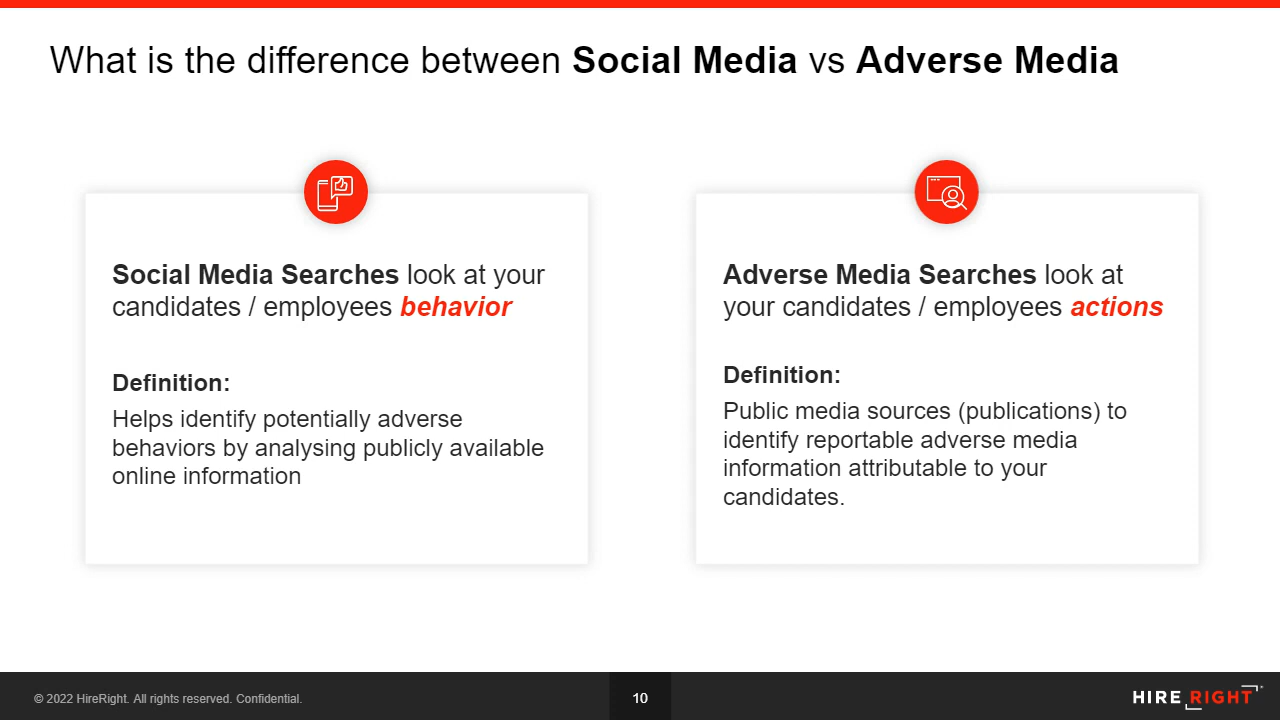 What is the difference between Social Media vs Adverse Media
Social Media Searches look at your
candidates / employees behavior
Definition:
Helps identify potentially adverse
behaviors by analysing publicly available
online information
Adverse Media Searches look at
your candidates / employees actions
Definition:
Public media sources (publications) to
identify reportable adverse media
information attributable to your
candidates.
© 2022 HireRight. All rights reserved. Confidential.
10
HIRE RIGHT